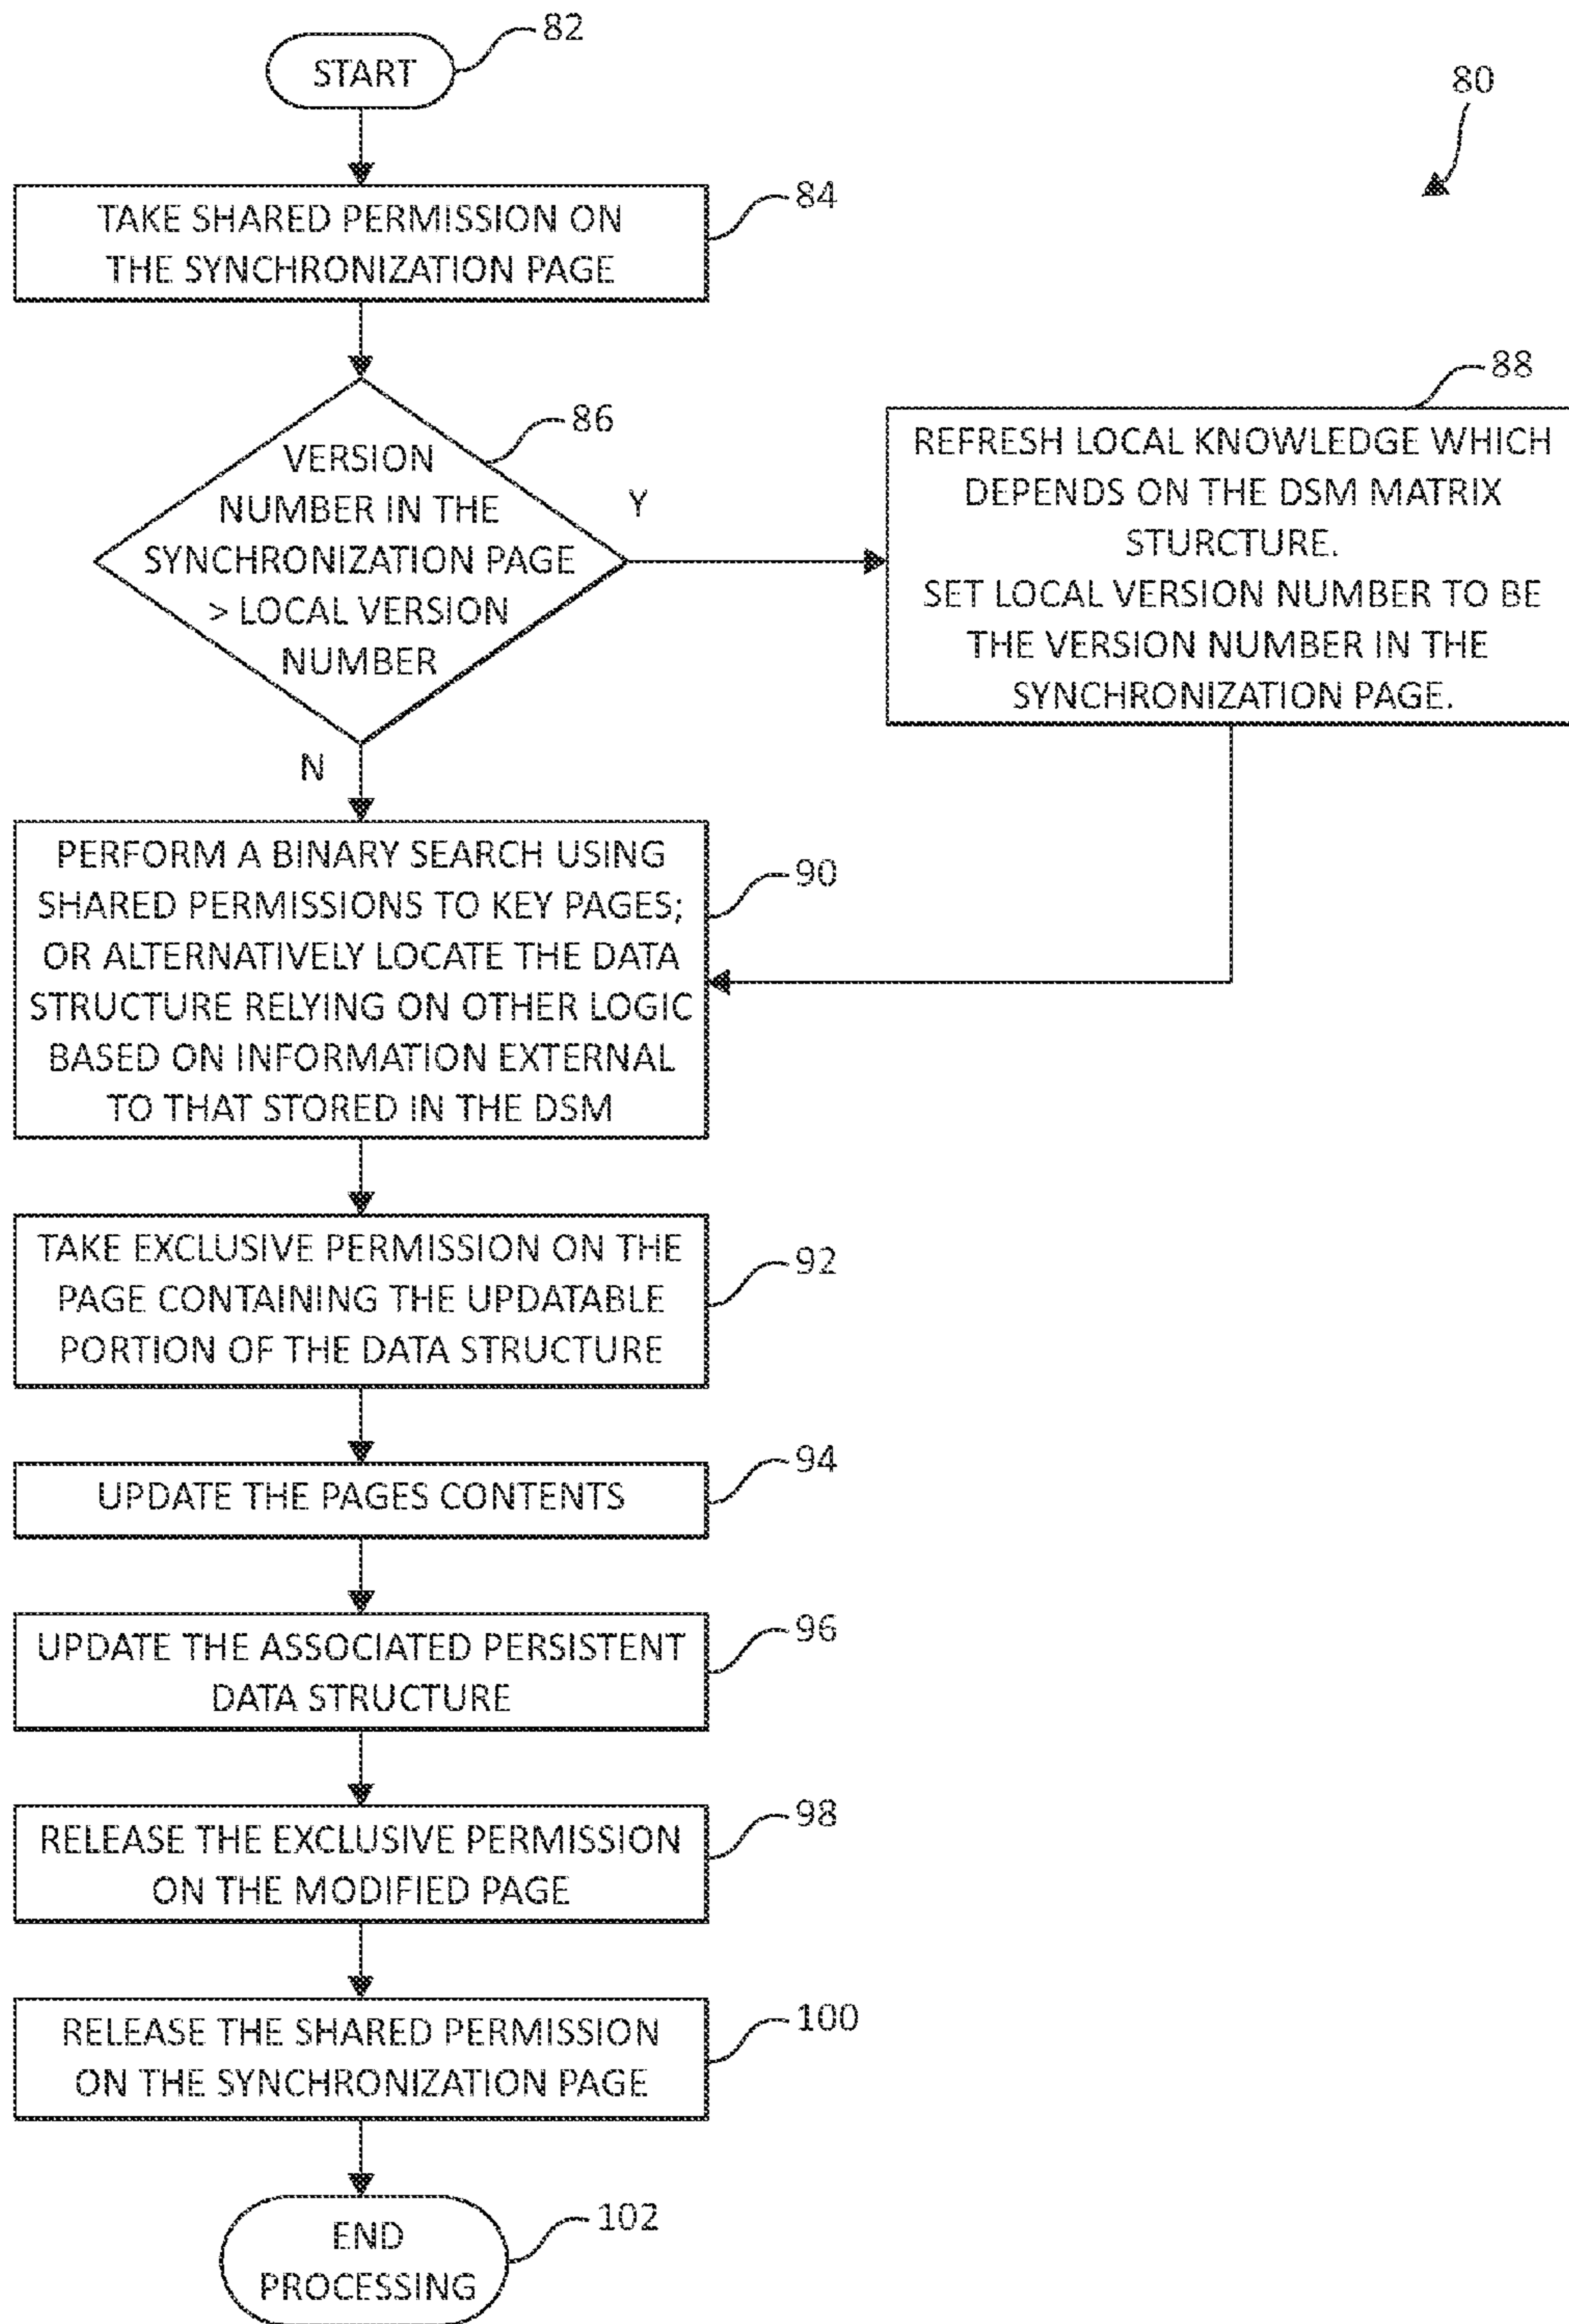 82
START
80
84
TAKE SHARED PERMISSION ON
THE SYNCHRONIZATION PAGE
86
VERSION
NUMBER IN THE
SYNCHRONIZATION PAGE
> LOCAL VERSION
NUMBER
Y
N
88
REFRESH LOCAL KNOWLEDGE WHICH
DEPENDS ON THE DSM MATRIX
STURCTURE.
SET LOCAL VERSION NUMBER TO BE
THE VERSION NUMBER IN THE
SYNCHRONIZATION PAGE.
90
PERFORM A BINARY SEARCH USING
SHARED PERMISSIONS TO KEY PAGES;
OR ALTERNATIVELY LOCATE THE DATA
STRUCTURE RELYING ON OTHER LOGIC
BASED ON INFORMATION EXTERNAL
TO THAT STORED IN THE DSM
92
TAKE EXCLUSIVE PERMISSION ON THE
PAGE CONTAINING THE UPDATABLE
PORTION OF THE DATA STRUCTURE
94
UPDATE THE PAGES CONTENTS
96
UPDATE THE ASSOCIATED PERSISTENT
DATA STRUCTURE
98
RELEASE THE EXCLUSIVE PERMISSION
ON THE MODIFIED PAGE
100
RELEASE THE SHARED PERMISSION
ON THE SYNCHRONIZATION PAGE
102
END
PROCESSING